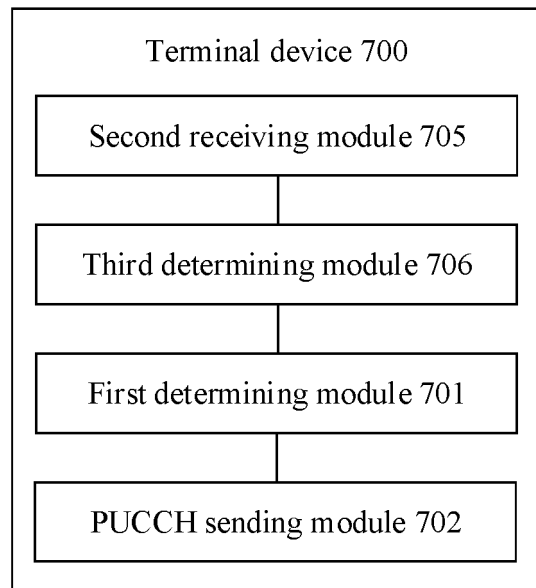 Terminal device 700
Second receiving module 705
Third determining module 706
First determining module 701
PUCCH sending module 702